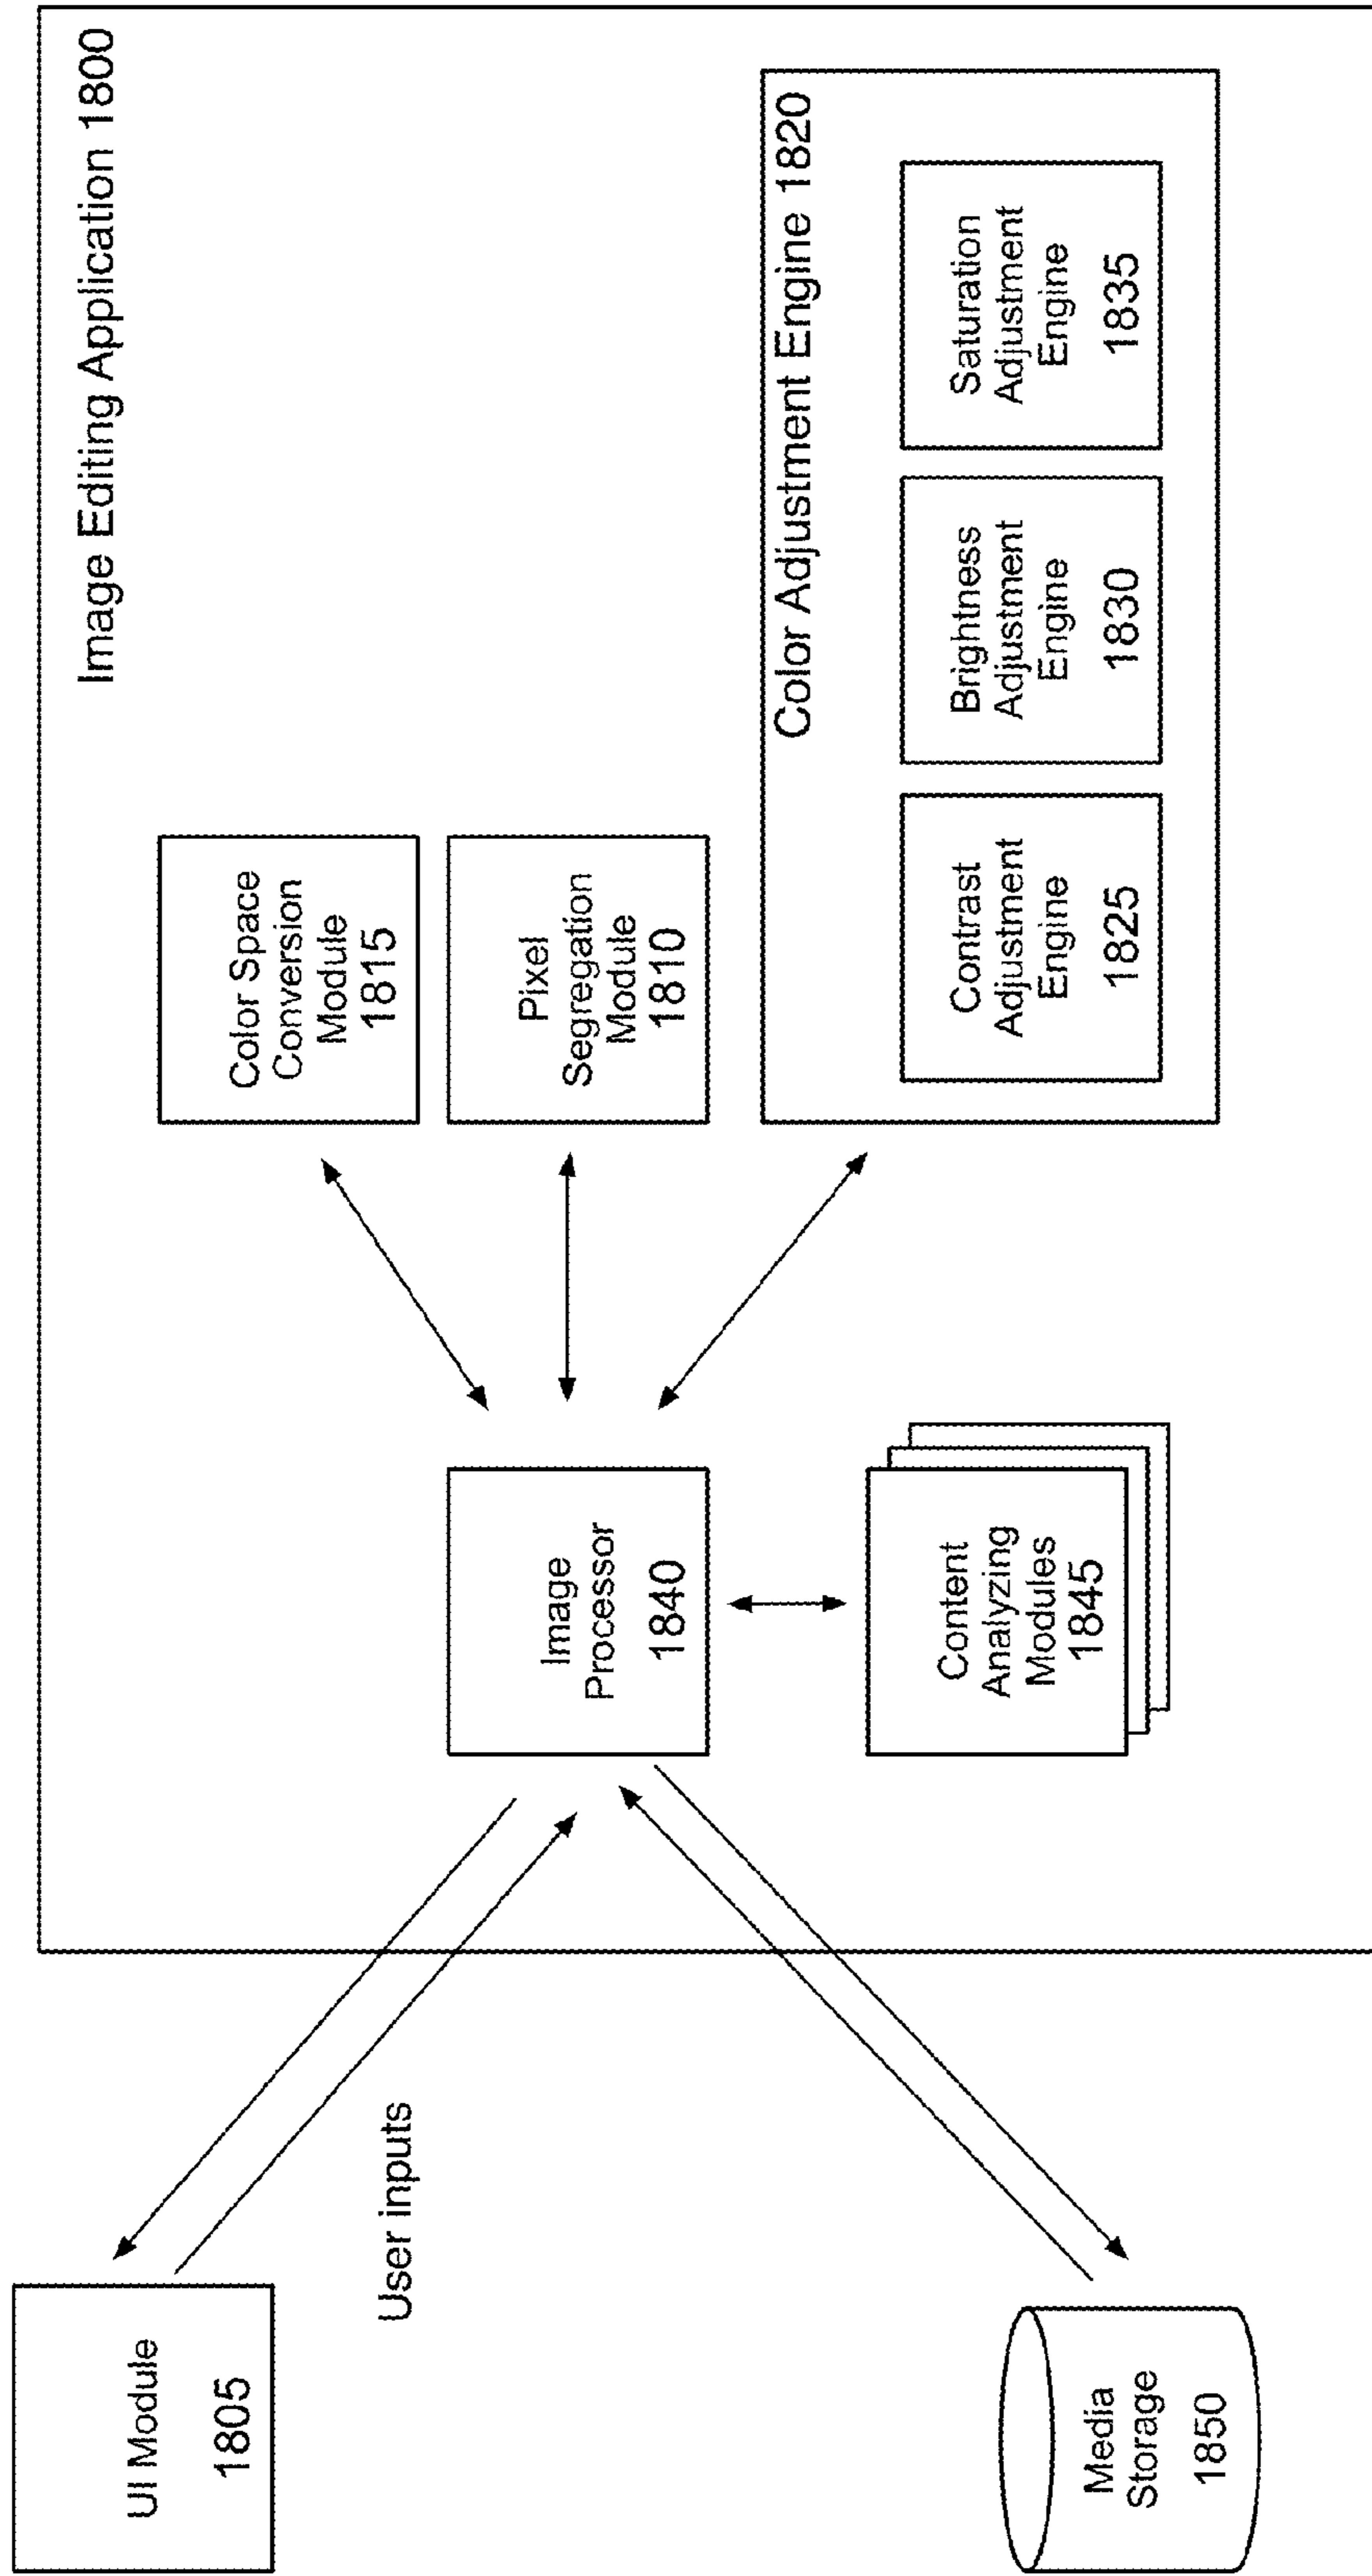 Image Editing Application 1800
UI Module
1805
User inputs
Color Space
Conversion
Module
1815
Image
Processor
1840
Pixel
Segregation
Module
1810
Color Adjustment Engine 1820
Content
Analyzing
Modules
1845
Contrast
Adjustment
Engine
1825
Brightness
Adjustment
Engine
1830
Saturation
Adjustment
Engine
1835
Media
Storage
1850